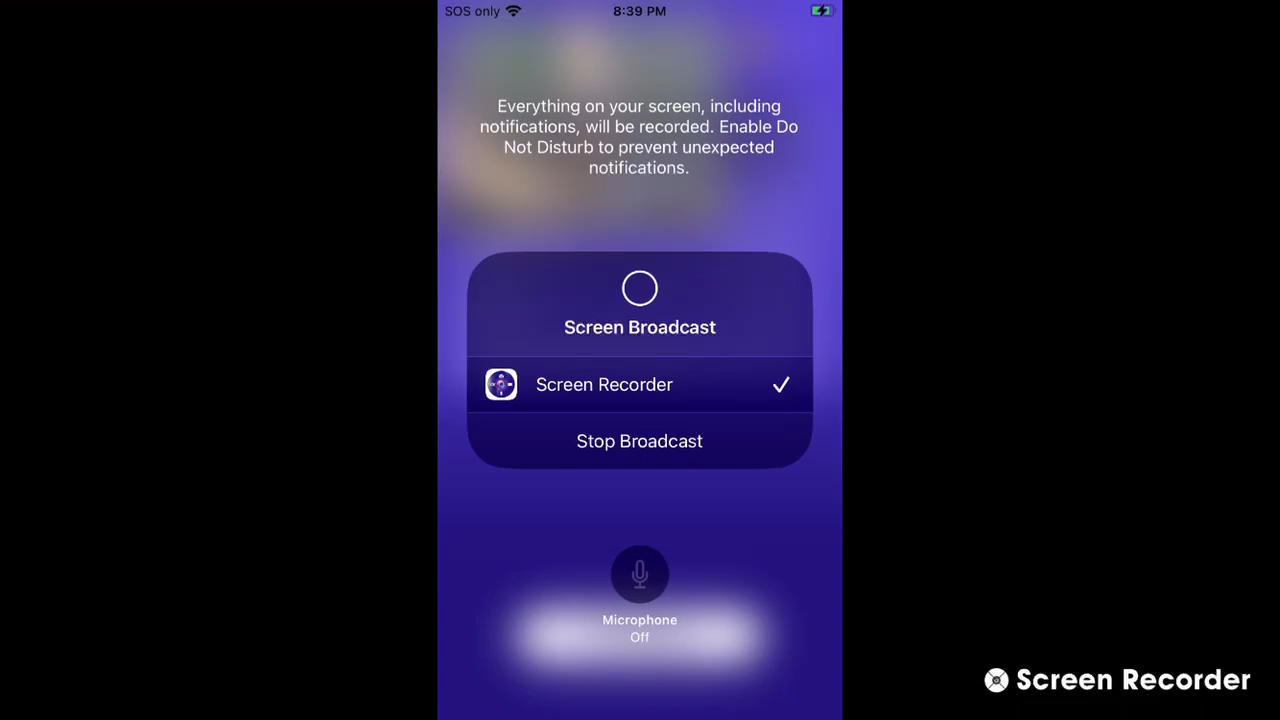 SOS only
8:39 PM
Everything on your screen, including
notifications, will be recorded. Enable Do
Not Disturb to prevent unexpected
notifications.
Screen Broadcast
Screen Recorder
Stop Broadcast
Microphone
Off
Screen Recorder